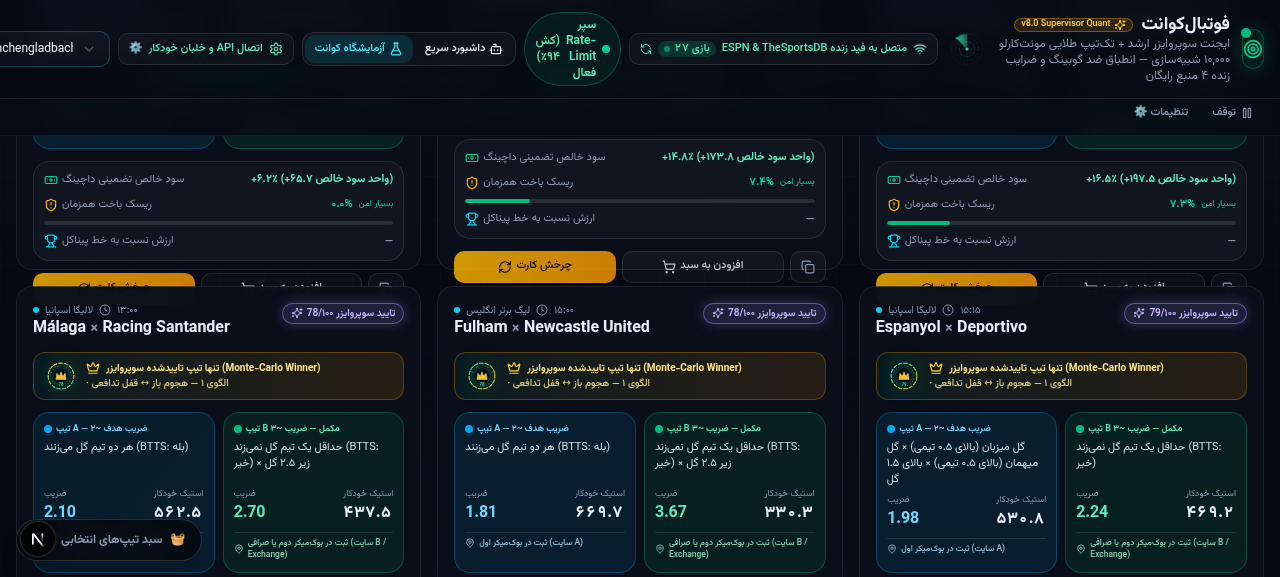 فوتبال‌کوانت
v8.0 Supervisor Quant
ایجنت سوپروایزر ارشد + تک‌تیپ طلایی مونت‌کارلو
۱۰,۰۰۰ شبیه‌سازی — انطباق ضد گوبینگ و ضرایب
زنده ۴ منبع رایگان
متصل به فید زنده ESPN & TheSportsDB
۲۷ بازی
سپر
Rate-
Limit (کش
۹۴٪)
فعال
داشبورد سریع
آزمایشگاه کوانت
اتصال API و خلبان خودکار ⚙️
توقف
تنظیمات ⚙️
سود خالص تضمینی داچینگ
+۱۶.۵٪ (+۱۹۷.۵ واحد سود خالص)
ریسک باخت همزمان
۷.۳% بسیار امن
ارزش نسبت به خط پیناکل
—
سود خالص تضمینی داچینگ
+۱۴.۸٪ (+۱۷۳.۸ واحد سود خالص)
ریسک باخت همزمان
۷.۴% بسیار امن
ارزش نسبت به خط پیناکل
—
چرخش کارت
افزودن به سبد
سود خالص تضمینی داچینگ
+۶.۲٪ (+۶۵.۷ واحد سود خالص)
ریسک باخت همزمان
۰.۰% بسیار امن
ارزش نسبت به خط پیناکل
—
تایید سوپروایزر 79/۱۰۰
لالیگا اسپانیا ۱۵:۱۵
Espanyol × Deportivo
تنها تیپ تاییدشده سوپروایزر (Monte-Carlo Winner)
الگوی ۱ — هجوم باز ↔ قفل تدافعی ·
تیپ A — ضریب هدف ~۲
گل میزبان (بالای ۰.۵ تیمی) × گل
میهمان (بالای ۰.۵ تیمی) × بالای ۱.۵
گل
ضریب
استیک خودکار
1.98
۵۳۰.۸
ثبت در بوک‌میکر اول (سایت A)
تیپ B مکمل — ~۳
حداقل یک تیم گل نمی‌زند (BTTS:
خیر)
ضریب
استیک خودکار
2.24
۴۶۹.۲
ثبت در بوک‌میکر دوم یا صرافی (سایت B /
Exchange)
تایید سوپروایزر 78/۱۰۰
لیگ برتر انگلیس ۱۵:۰۰
Fulham × Newcastle United
تنها تیپ تاییدشده سوپروایزر (Monte-Carlo Winner)
الگوی ۱ — هجوم باز ↔ قفل تدافعی ·
تیپ A — ضریب هدف ~۲
هر دو تیم گل می‌زنند (BTTS: بله)
ضریب
استیک خودکار
1.81
۶۶۹.۷
ثبت در بوک‌میکر اول (سایت A)
تیپ B مکمل — ~۳
حداقل یک تیم گل نمی‌زند (BTTS:
خیر) × زیر ۲.۵ گل
ضریب
استیک خودکار
3.67
۳۳۰.۳
ثبت در بوک‌میکر دوم یا صرافی (سایت B /
Exchange)
تایید سوپروایزر 78/۱۰۰
لالیگا اسپانیا ۱۳:۰۰
Málaga × Racing Santander
تنها تیپ تاییدشده سوپروایزر (Monte-Carlo Winner)
الگوی ۱ — هجوم باز ↔ قفل تدافعی ·
تیپ A — ضریب هدف ~۲
هر دو تیم گل می‌زنند (BTTS: بله)
ضریب
استیک خودکار
2.10
۵۶۲.۵
تیپ B مکمل — ~۳
حداقل یک تیم گل نمی‌زند (BTTS:
خیر) × زیر ۲.۵ گل
ضریب
استیک خودکار
2.70
۴۳۷.۵
ثبت در بوک‌میکر دوم یا صرافی (سایت B /
Exchange)
سبد تیپ‌های انتخابی
N